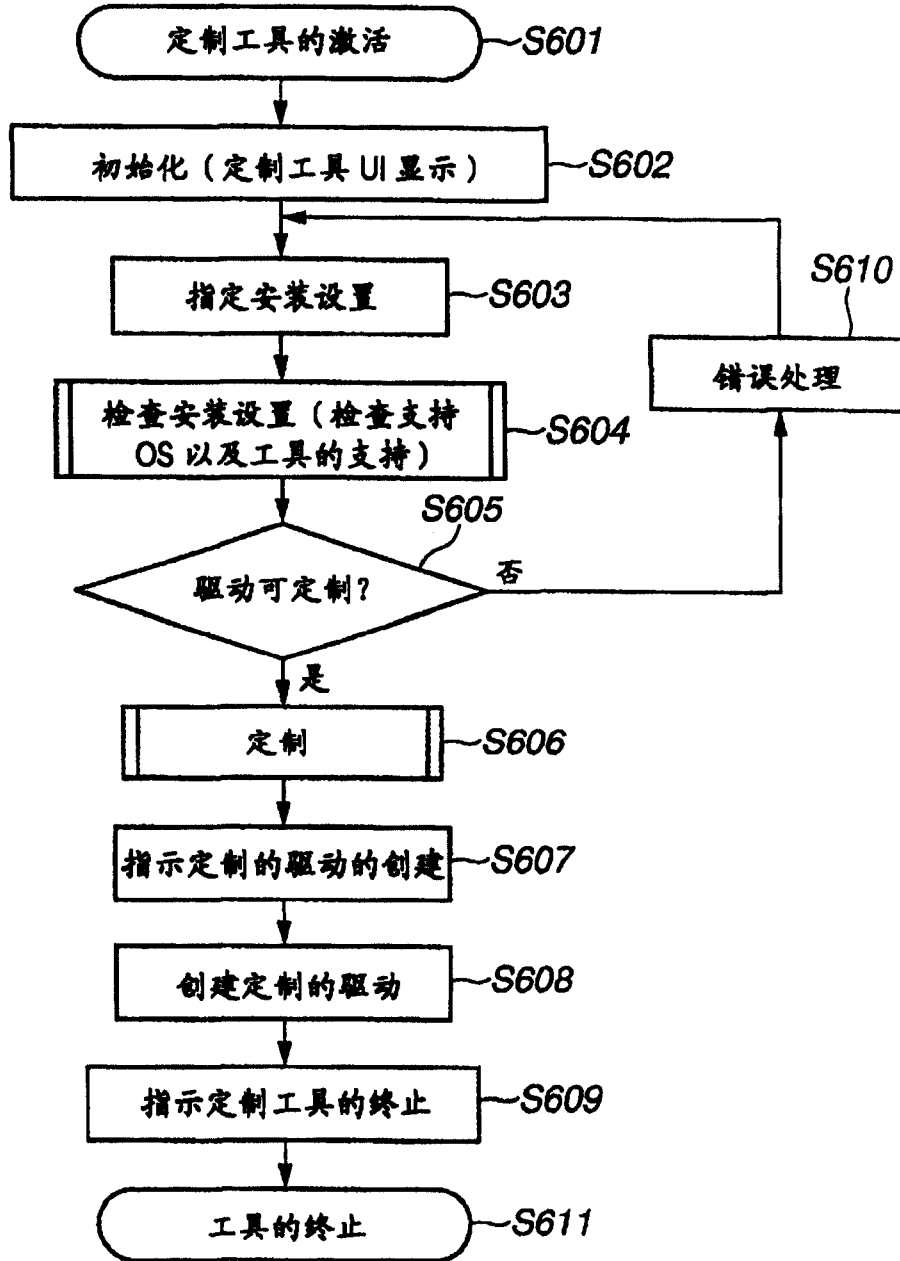 定制工具的激活
S601
初始化（定制工具 UI 显示）
S602
指定安装设置
S603
S610
错误处理
检查安装设置（检查支持
OS 以及工具的支持）
S604
S605
驱动可定制？
否
是
定制
S606
指示定制的驱动的创建
S607
创建定制的驱动
S608
指示定制工具的终止
S609
工具的终止
S611